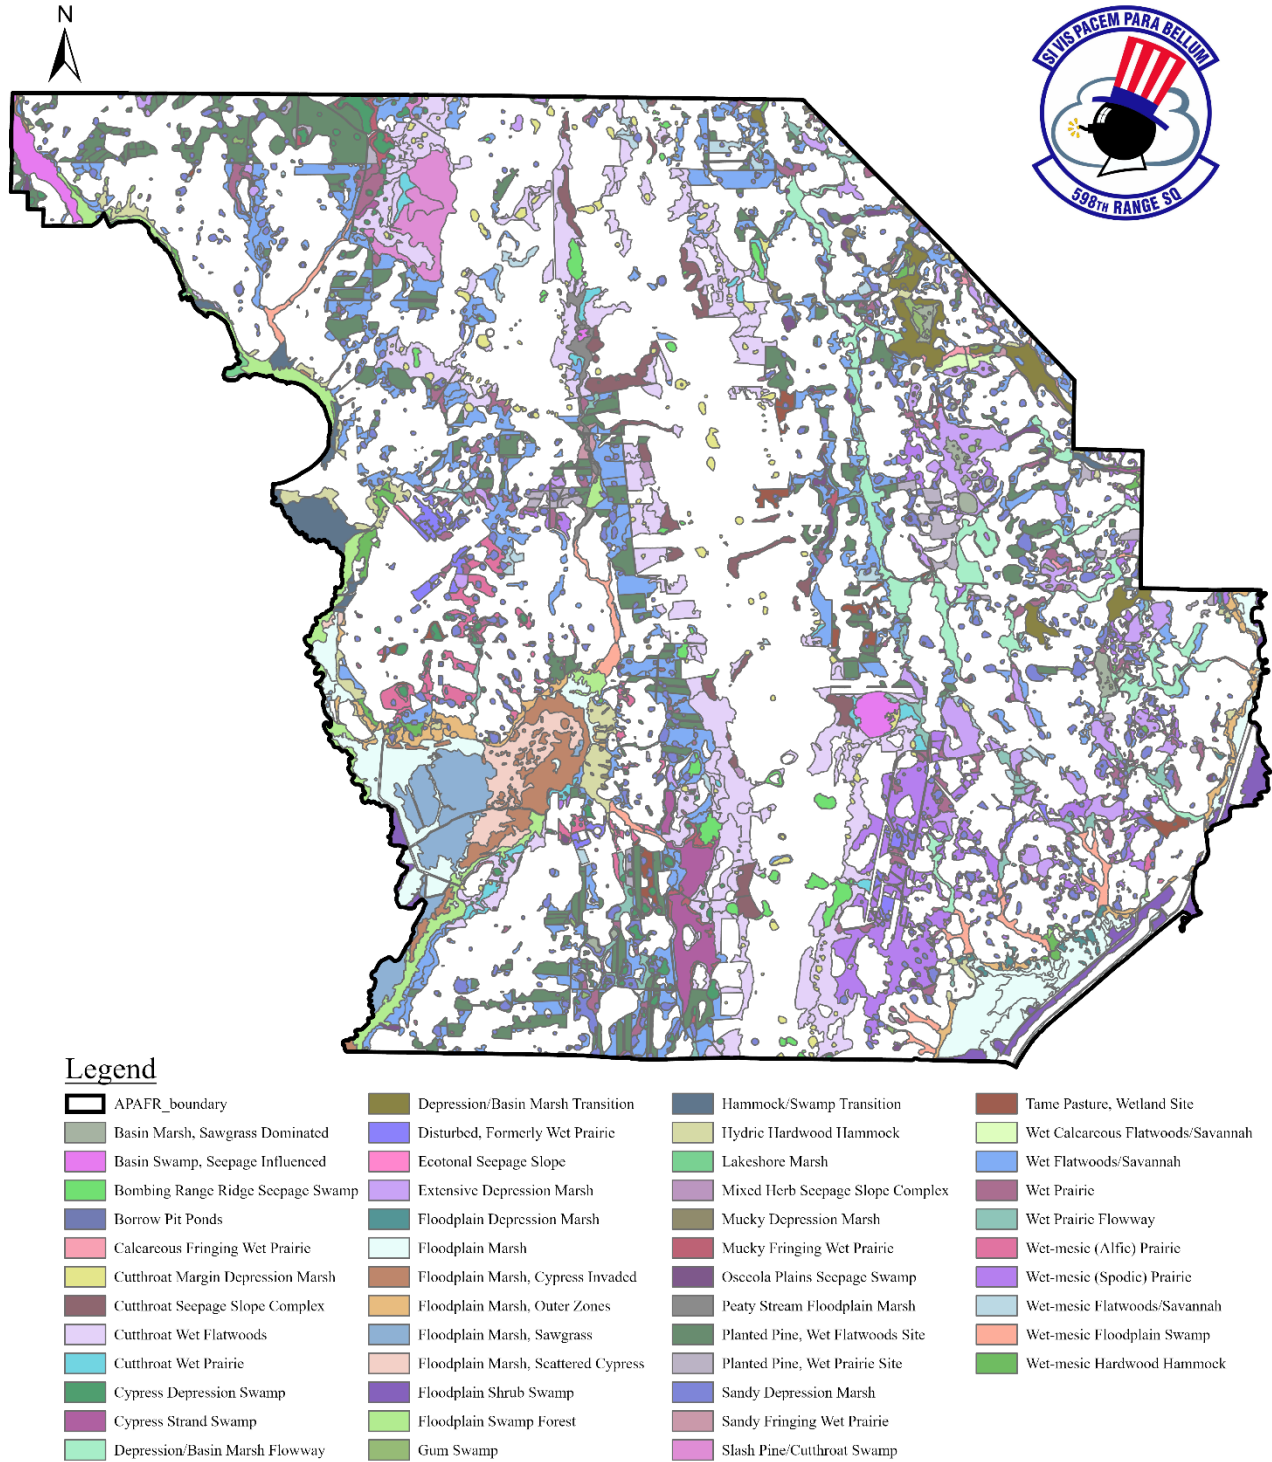 N
SI VIS PACEM PARA BELLUM
598TH RANGE SQ
Legend
APAFR_boundary
Basin Marsh, Sawgrass Dominated
Basin Swamp, Seepage Influenced
Bombing Range Ridge Seepage Swamp
Borrow Pit Ponds
Calcareous Fringing Wet Prairie
Cutthroat Margin Depression Marsh
Cutthroat Seepage Slope Complex
Cutthroat Wet Flatwoods
Cutthroat Wet Prairie
Cypress Depression Swamp
Cypress Strand Swamp
Depression/Basin Marsh Flowway
Depression/Basin Marsh Transition
Disturbed, Formerly Wet Prairie
Ecotonal Seepage Slope
Extensive Depression Marsh
Floodplain Depression Marsh
Floodplain Marsh
Floodplain Marsh, Cypress Invaded
Floodplain Marsh, Outer Zones
Floodplain Marsh, Sawgrass
Floodplain Marsh, Scattered Cypress
Floodplain Shrub Swamp
Floodplain Swamp Forest
Gum Swamp
Hammock/Swamp Transition
Hydric Hardwood Hammock
Lakeshore Marsh
Mixed Herb Seepage Slope Complex
Mucky Depression Marsh
Mucky Fringing Wet Prairie
Osceola Plains Seepage Swamp
Peaty Stream Floodplain Marsh
Planted Pine, Wet Flatwoods Site
Planted Pine, Wet Prairie Site
Sandy Depression Marsh
Sandy Fringing Wet Prairie
Slash Pine/Cutthroat Swamp
Tame Pasture, Wetland Site
Wet Calcareous Flatwoods/Savannah
Wet Flatwoods/Savannah
Wet Prairie
Wet Prairie Flowway
Wet-mesic (Alfic) Prairie
Wet-mesic (Spodic) Prairie
Wet-mesic Flatwoods/Savannah
Wet-mesic Floodplain Swamp
Wet-mesic Hardwood Hammock